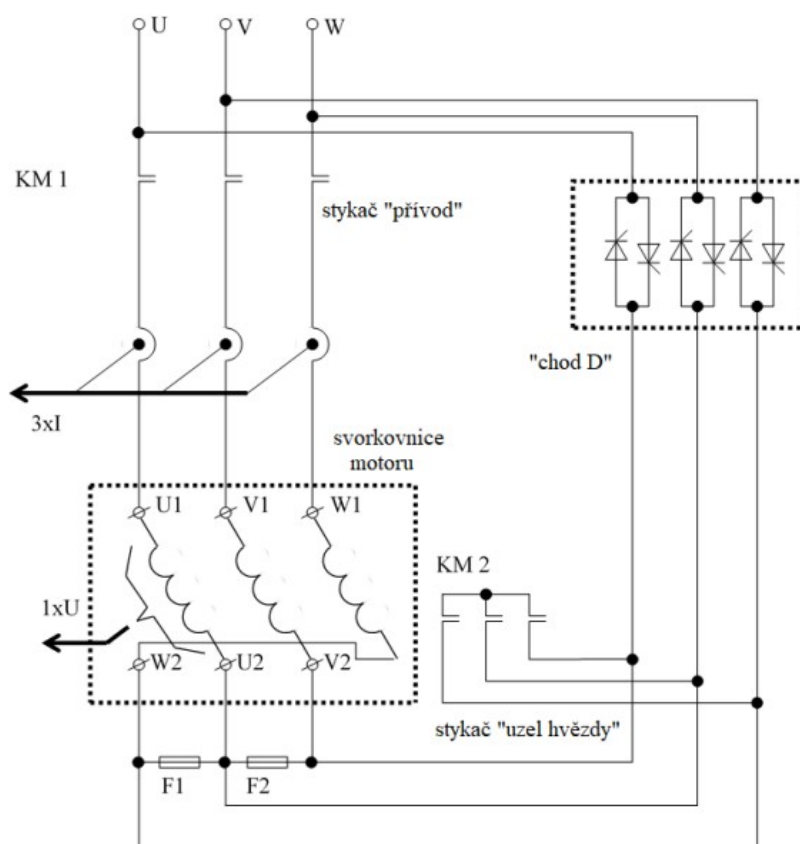 U
V
W
KM 1
stykač "přívod"
"chod D"
3xI
svorkovnice
motoru
U1
V1
W1
KM 2
1xU
W2
U2
V2
stykač "uzel hvězdy"
F1
F2